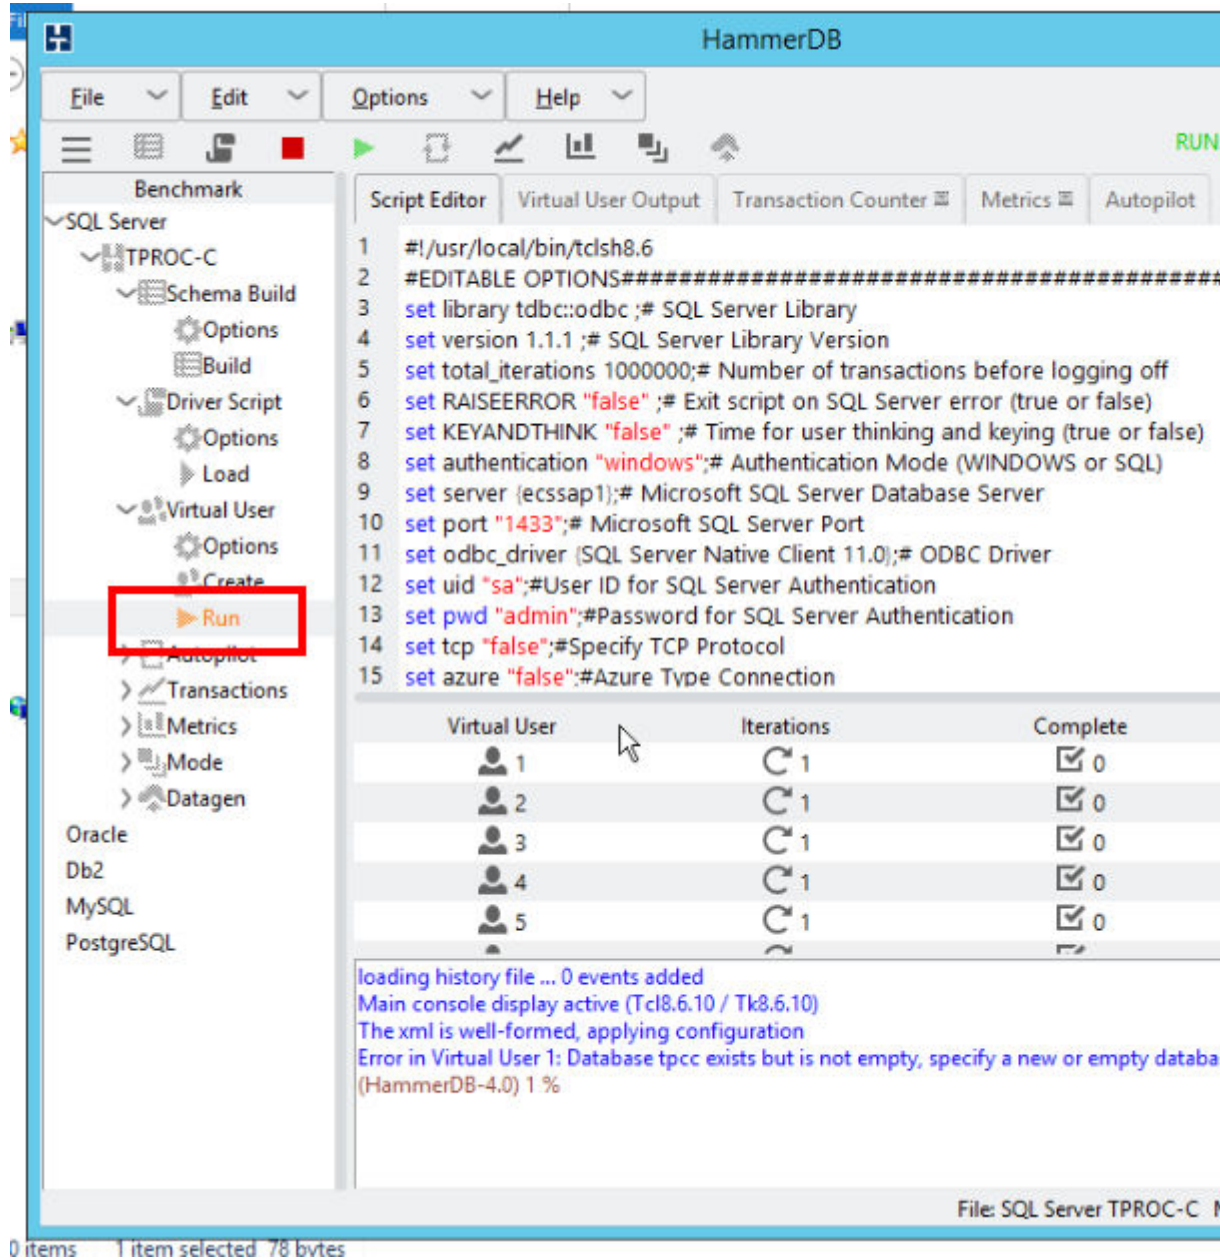 HammerDB
File Edit Options Help
RUN
Benchmark
SQL Server
TPROC-C
Schema Build
Options
Build
Driver Script
Options
Load
Virtual User
Options
Create
Run
Autopilot
Transactions
Metrics
Mode
Datagen
Oracle
Db2
MySQL
PostgreSQL
Script Editor Virtual User Output Transaction Counter Metrics Autopilot
1 #!/usr/local/bin/tclsh8.6
2 #EDITABLE OPTIONS##########################################
3 set library tdbc::odbc ;# SQL Server Library
4 set version 1.1.1 ;# SQL Server Library Version
5 set total_iterations 1000000;# Number of transactions before logging off
6 set RAISEERROR "false" ;# Exit script on SQL Server error (true or false)
7 set KEYANDTHINK "false" ;# Time for user thinking and keying (true or false)
8 set authentication "windows";# Authentication Mode (WINDOWS or SQL)
9 set server {ecssap1};# Microsoft SQL Server Database Server
10 set port "1433";# Microsoft SQL Server Port
11 set odbc_driver {SQL Server Native Client 11.0};# ODBC Driver
12 set uid "sa";#User ID for SQL Server Authentication
13 set pwd "admin";#Password for SQL Server Authentication
14 set tcp "false";#Specify TCP Protocol
15 set azure "false";#Azure Type Connection
Virtual User Iterations Complete
1 1 0
2 1 0
3 1 0
4 1 0
5 1 0
loading history file ... 0 events added
Main console display active (Tcl8.6.10 / Tk8.6.10)
The xml is well-formed, applying configuration
Error in Virtual User 1: Database tpcc exists but is not empty, specify a new or empty databa
(HammerDB-4.0) 1 %
File: SQL Server TPROC-C
0 items 1 item selected 78 bytes